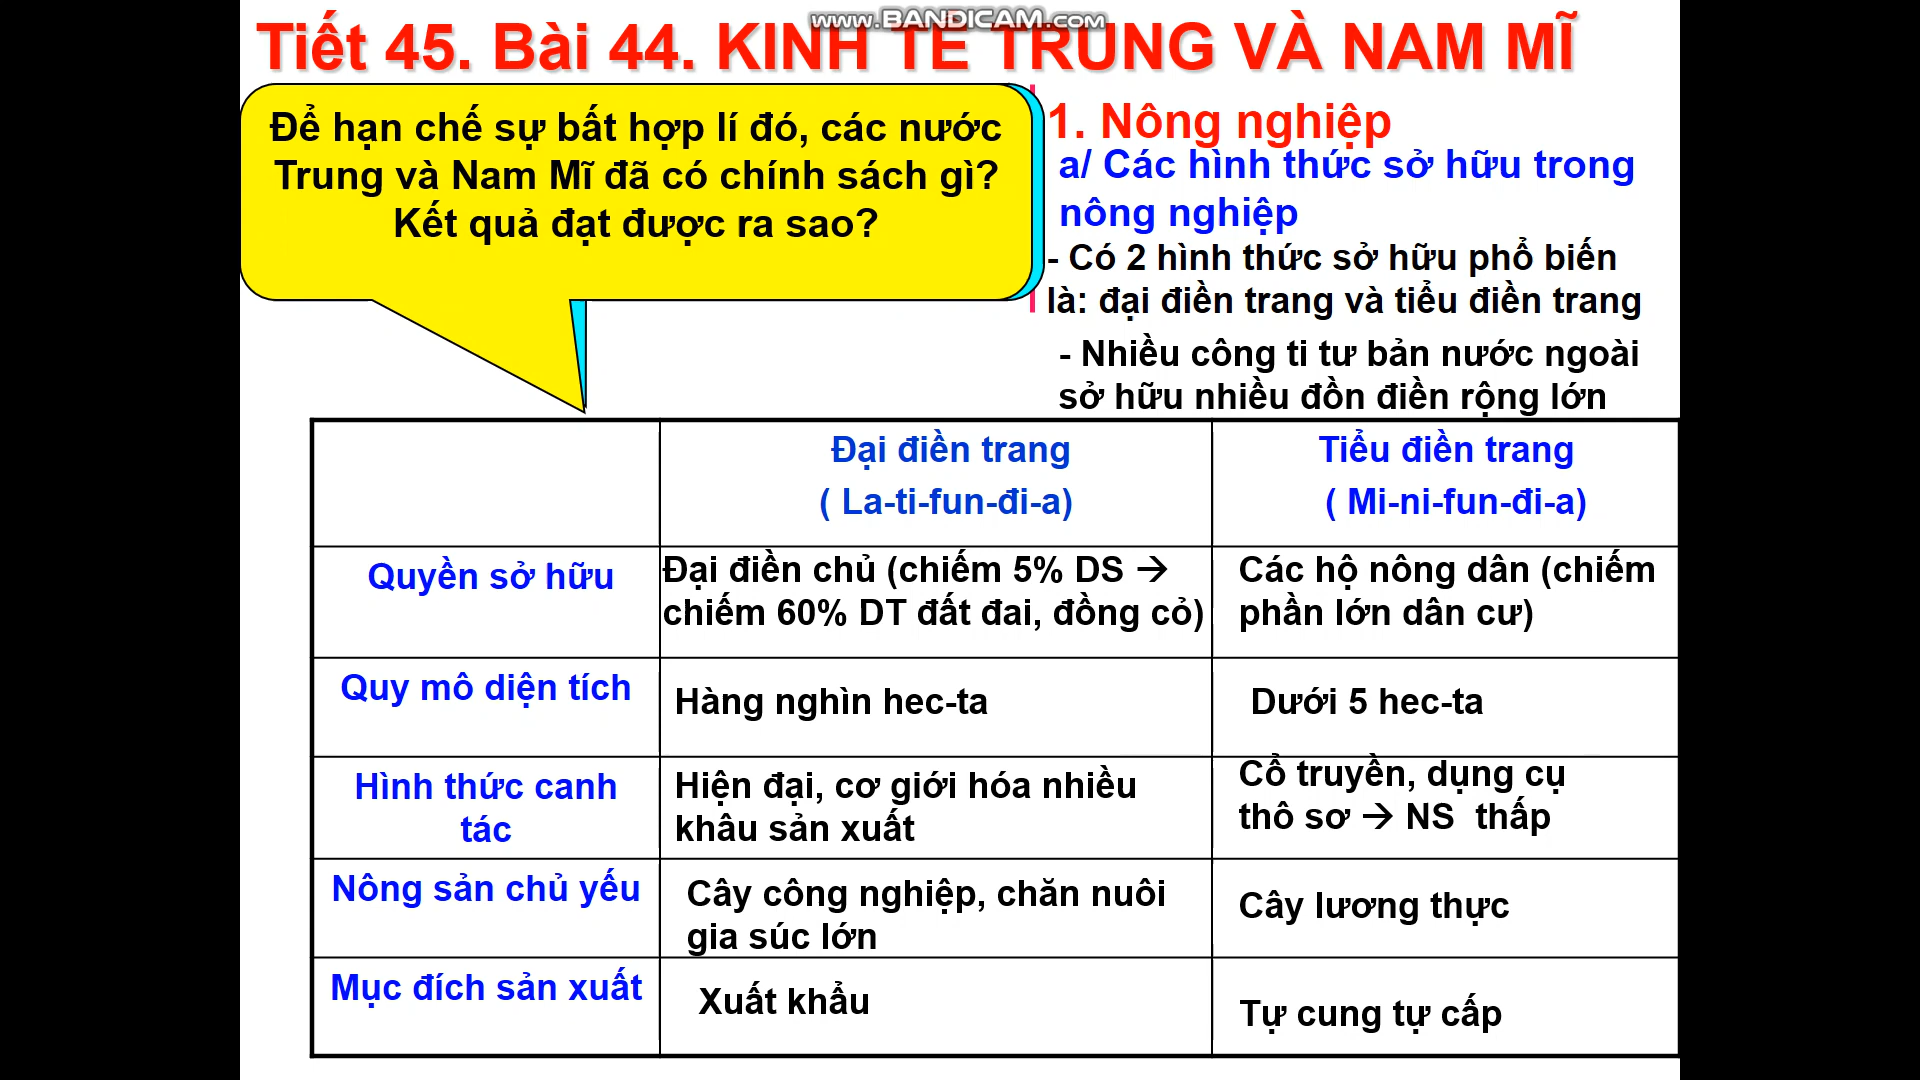 www.BANDICAM.com
Tiết 45. Bài 44. KINH TẾ TRUNG VÀ NAM MĨ
Để hạn chế sự bất hợp lí đó, các nước
Trung và Nam Mĩ đã có chính sách gì?
Kết quả đạt được ra sao?
1. Nông nghiệp
a/ Các hình thức sở hữu trong
nông nghiệp
- Có 2 hình thức sở hữu phổ biến
là: đại điền trang và tiểu điền trang
- Nhiều công ti tư bản nước ngoài
sở hữu nhiều đồn điền rộng lớn
Đại điền trang
( La-ti-fun-đi-a)
Tiểu điền trang
( Mi-ni-fun-đi-a)
Quyền sở hữu
Đại điền chủ (chiếm 5% DS →
chiếm 60% DT đất đai, đồng cỏ)
Các hộ nông dân (chiếm
phần lớn dân cư)
Quy mô diện tích
Hàng nghìn hec-ta
Dưới 5 hec-ta
Hình thức canh
tác
Hiện đại, cơ giới hóa nhiều
khâu sản xuất
Cổ truyền, dụng cụ
thô sơ → NS thấp
Nông sản chủ yếu
Cây công nghiệp, chăn nuôi
gia súc lớn
Cây lương thực
Mục đích sản xuất
Xuất khẩu
Tự cung tự cấp